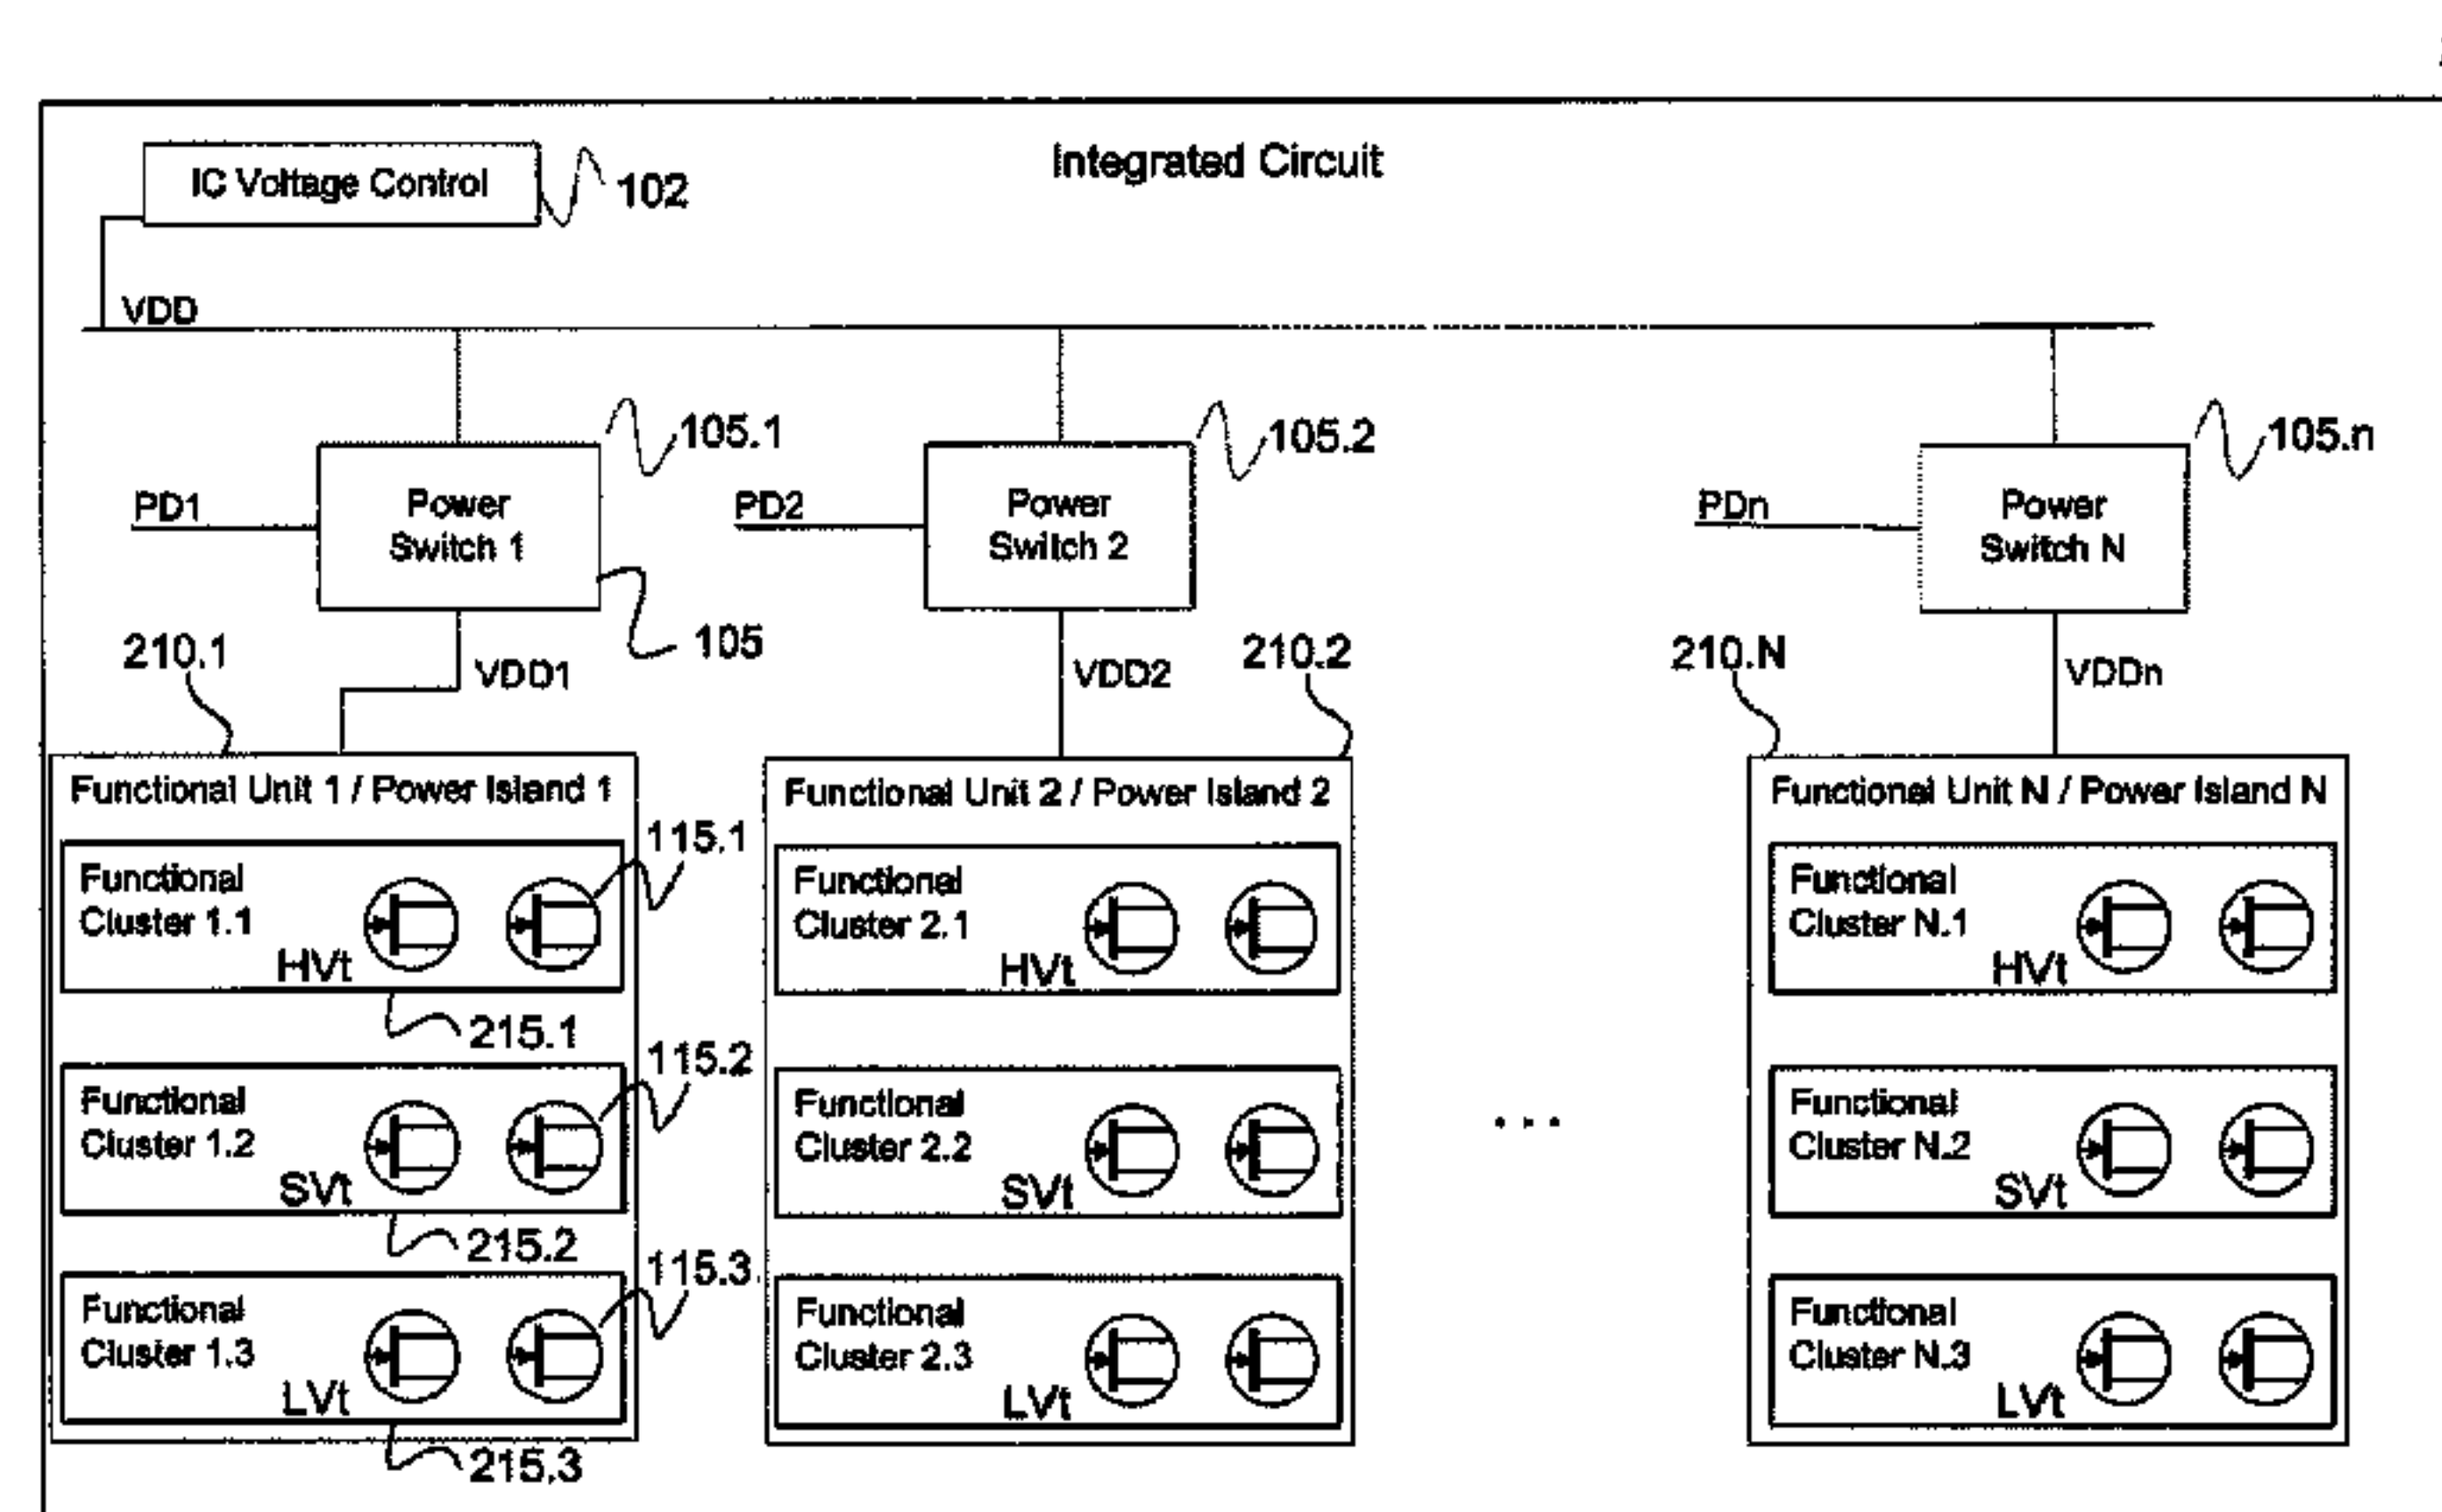 Integrated Circuit
IC Voltage Control
102
VDD
105.1
105.2
105.n
PD1
Power
Switch 1
PD2
Power
Switch 2
PDn
Power
Switch N
105
210.1
VDD1
VDD2
210.2
210.N
VDDn
Functional Unit 1 / Power Island 1
115.1
Functional
Cluster 1.1
HVt
215.1
115.2
Functional
Cluster 1.2
SVt
215.2
115.3
Functional
Cluster 1.3
LVt
215.3
Functional Unit 2 / Power Island 2
Functional
Cluster 2.1
HVt
Functional
Cluster 2.2
SVt
Functional
Cluster 2.3
LVt
. . .
Functional Unit N / Power Island N
Functional
Cluster N.1
HVt
Functional
Cluster N.2
SVt
Functional
Cluster N.3
LVt